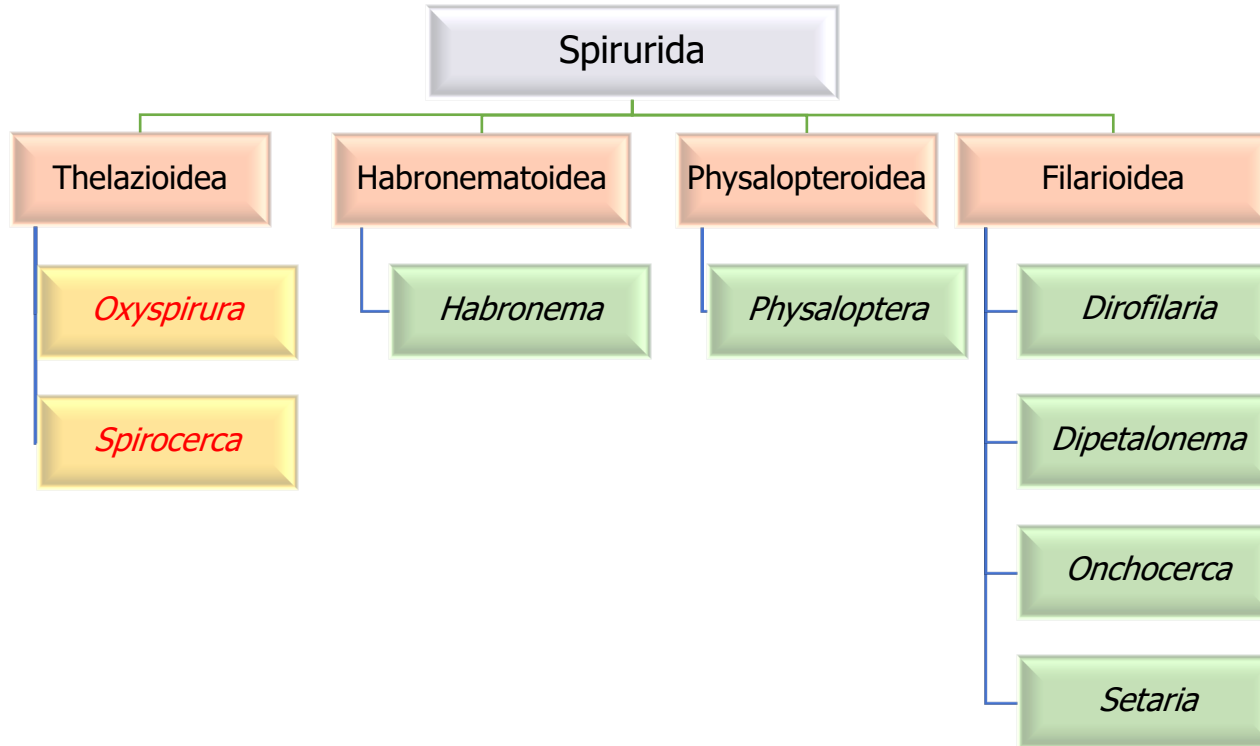 Spirurida
Thelazioidea
Habronematoidea
Physalopteroidea
Filarioidea
Oxyspirura
Habronema
Physaloptera
Dirofilaria
Spirocerca
Dipetalonema
Onchocerca
Setaria